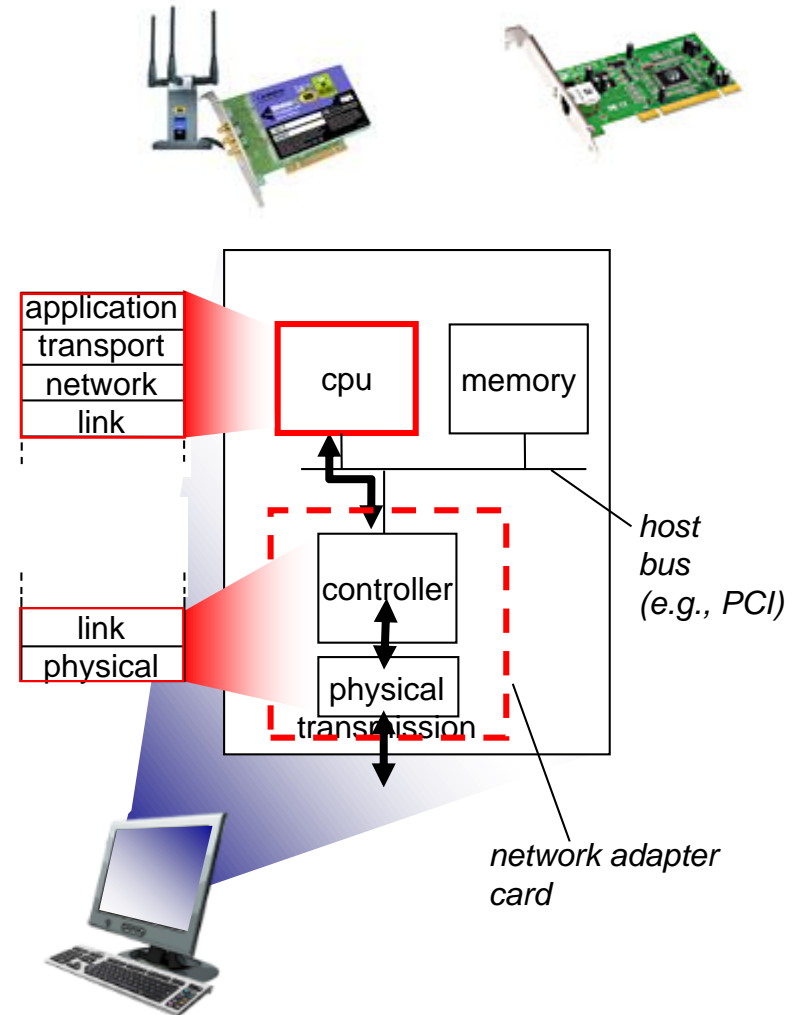 application
transport
network
link
cpu
memory
host
bus
(e.g., PCI)
controller
link
physical
physical
transmission
network adapter
card